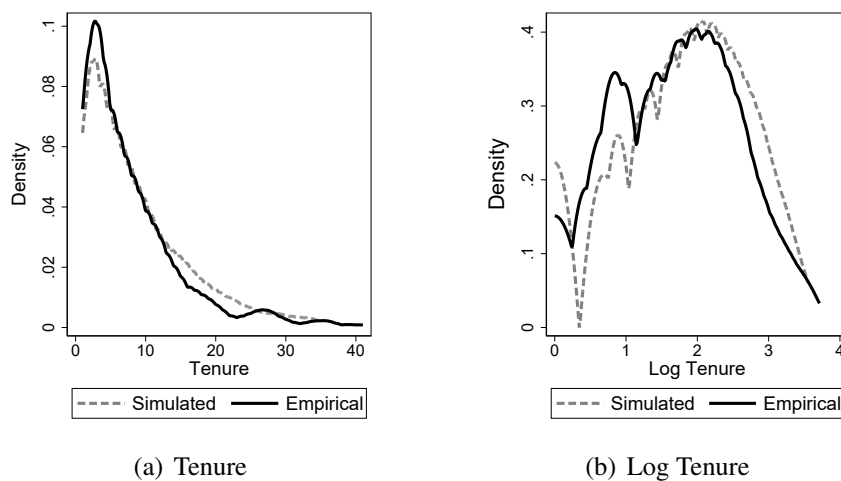 .1
.08
.06
.04
.02
0
Density
0 10 20 30 40
Tenure
Simulated Empirical
(a) Tenure
.4
.3
.2
.1
0
Density
0 1 2 3 4
Log Tenure
Simulated Empirical
(b) Log Tenure